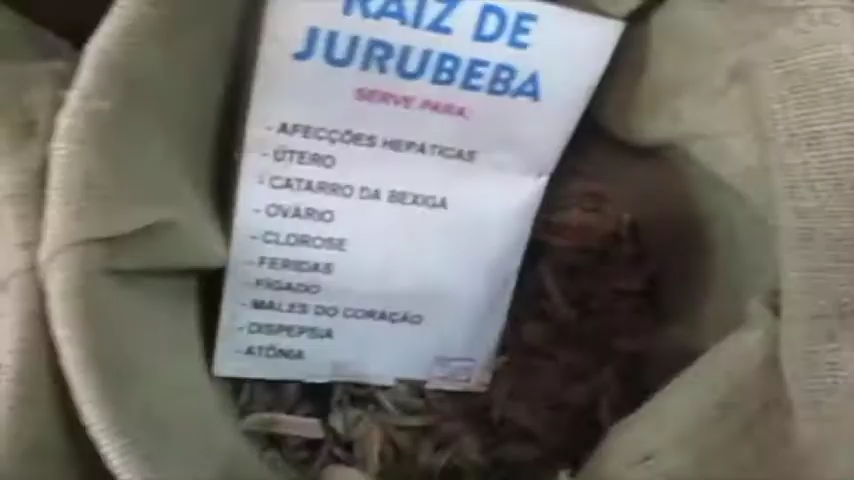 RAIZ DE
JURUBEBA
SERVE PARA:
- AFECÇÕES HEPÁTICAS
- ÚTERO
- CATARRO DA BEXIGA
- OVÁRIO
- CLOROSE
- FERIDAS
- FÍGADO
- MALES DO CORAÇÃO
- DISPEPSIA
- ATÔNIA